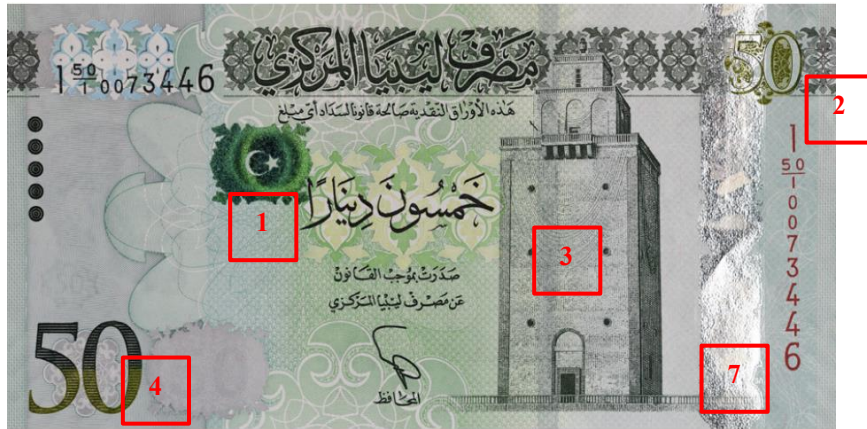 مصرف ليبيا المركزي
50
1 50/1 0073446
هذه الأوراق النقدية صالحة قانونا لسداد أي مبلغ
2
1 50/1 0073446
خمسون دينارًا
1
3
صدرت بموجب القانون
عن مصرف ليبيا المركزي
50
4
7
المحافظ